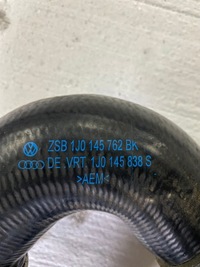 ZSB 1J0 145 762 BK
DE.VRT. 1J0 145 838 S
>AEM<